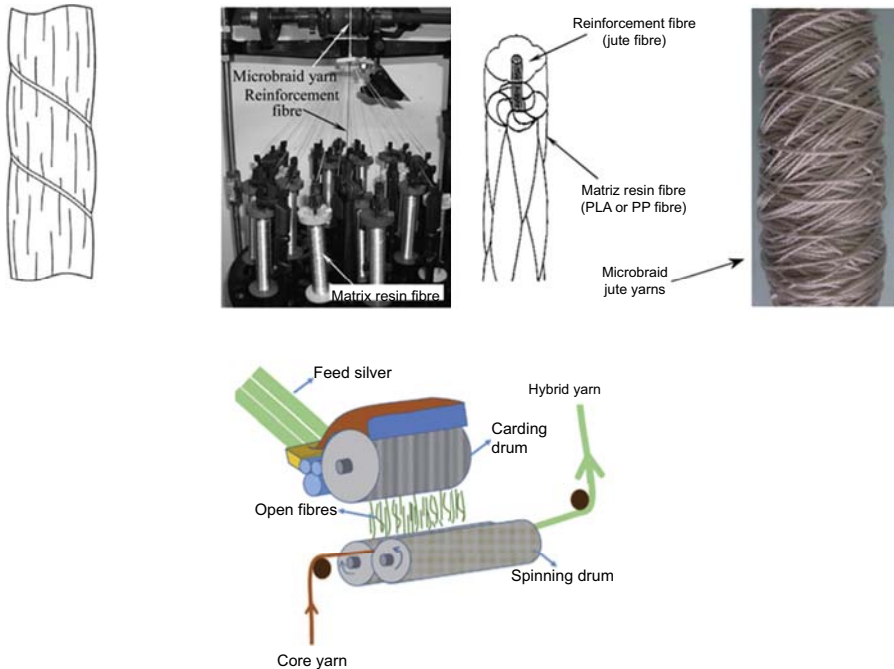 Microbraid yarn
Reinforcement
fibre
Matrix resin fibre
Reinforcement fibre
(jute fibre)
Matriz resin fibre
(PLA or PP fibre)
Microbraid
jute yarns
Feed silver
Hybrid yarn
Carding
drum
Open fibres
Spinning drum
Core yarn